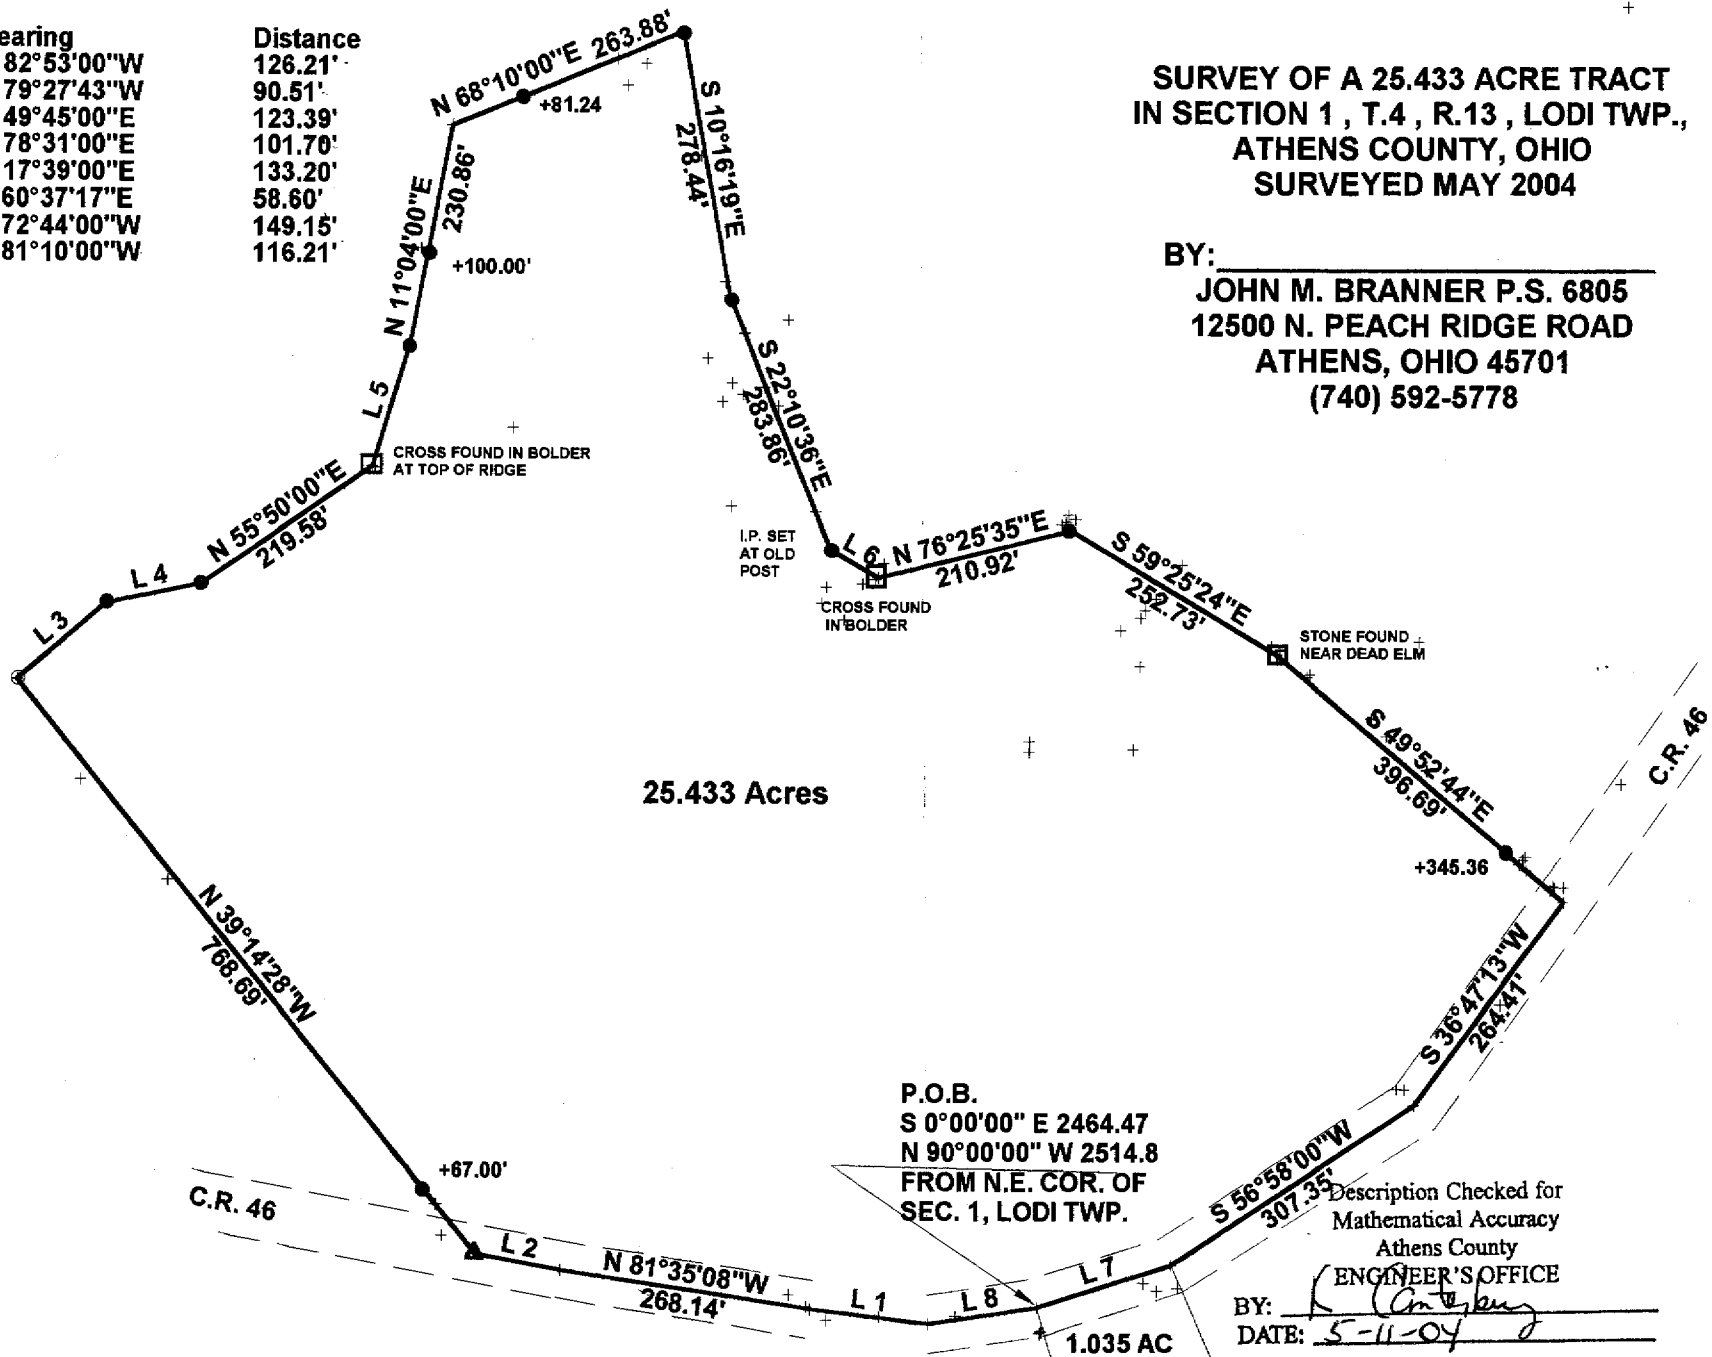 earing Distance
82°53'00"W 126.21'
79°27'43"W 90.51'
49°45'00"E 123.39'
78°31'00"E 101.70'
17°39'00"E 133.20'
60°37'17"E 58.60'
72°44'00"W 149.15'
81°10'00"W 116.21'
SURVEY OF A 25.433 ACRE TRACT
IN SECTION 1 , T.4 , R.13 , LODI TWP.,
ATHENS COUNTY, OHIO
SURVEYED MAY 2004
BY:
JOHN M. BRANNER P.S. 6805
12500 N. PEACH RIDGE ROAD
ATHENS, OHIO 45701
(740) 592-5778
N 68°10'00"E 263.88'
+81.24
S 10°16'19"E
278.44'
N 11°04'00"E
230.86'
+100.00'
L 5
CROSS FOUND IN BOLDER
AT TOP OF RIDGE
S 22°10'36"E
283.86'
N 55°50'00"E
219.58'
L 4
L 3
I.P. SET
AT OLD
POST
L 6
N 76°25'35"E
210.92'
CROSS FOUND
IN BOLDER
S 59°25'24"E
252.73'
STONE FOUND
NEAR DEAD ELM
S 49°52'44"E
396.69'
C.R. 46
25.433 Acres
+345.36
N 39°14'28"W
768.69'
S 36°47'13"W
264.41'
P.O.B.
S 0°00'00" E 2464.47
N 90°00'00" W 2514.8
FROM N.E. COR. OF
SEC. 1, LODI TWP.
+67.00'
C.R. 46
S 56°58'00"W
307.35'
L 2
N 81°35'08"W
268.14'
L 1
L 8
L 7
1.035 AC
Description Checked for
Mathematical Accuracy
Athens County
ENGINEER'S OFFICE
BY:
DATE: 5-11-04